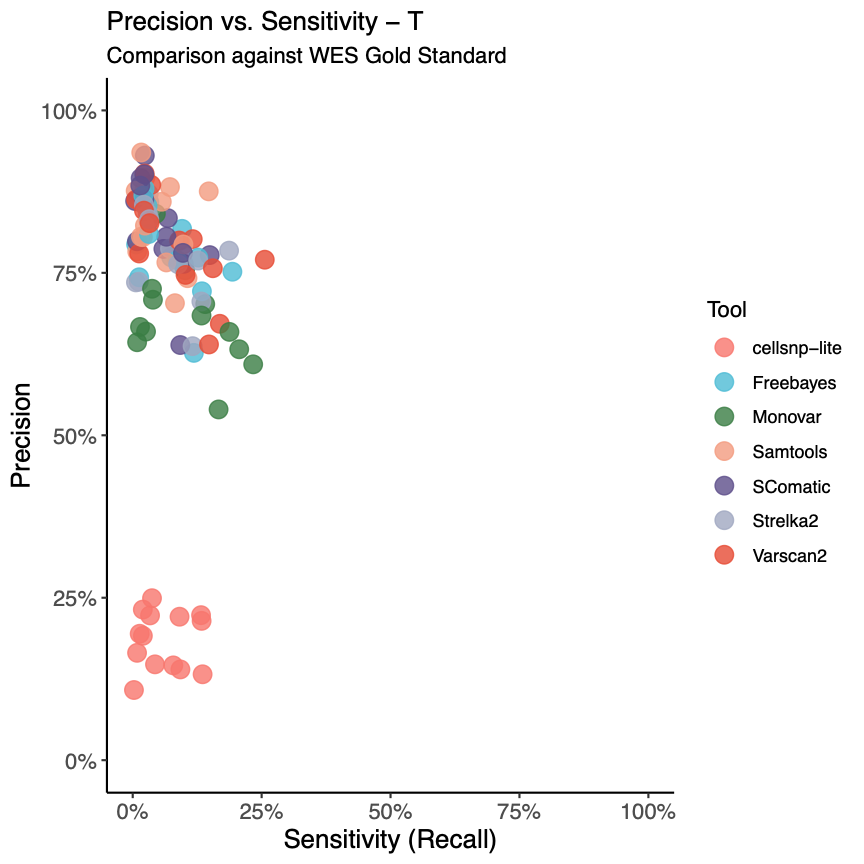 Precision vs. Sensitivity – T
Comparison against WES Gold Standard
100%
75%
50%
25%
0%
Precision
0%
25%
50%
75%
100%
Sensitivity (Recall)
Tool
cellsnp–lite
Freebayes
Monovar
Samtools
SComatic
Strelka2
Varscan2